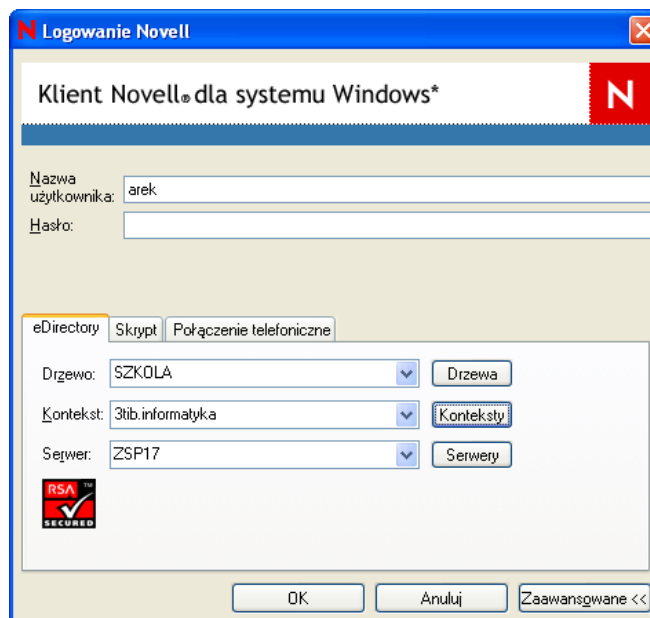 N Logowanie Novell
Klient Novell® dla systemu Windows*
N
Nazwa
użytkownika: arek
Hasło:
eDirectory Skrypt Połączenie telefoniczne
Drzewo: SZKOLA Drzewa
Kontekst: 3tib.informatyka Konteksty
Serwer: ZSP17 Serwery
RSA ™
SECURED
OK Anuluj Zaawansowane <<